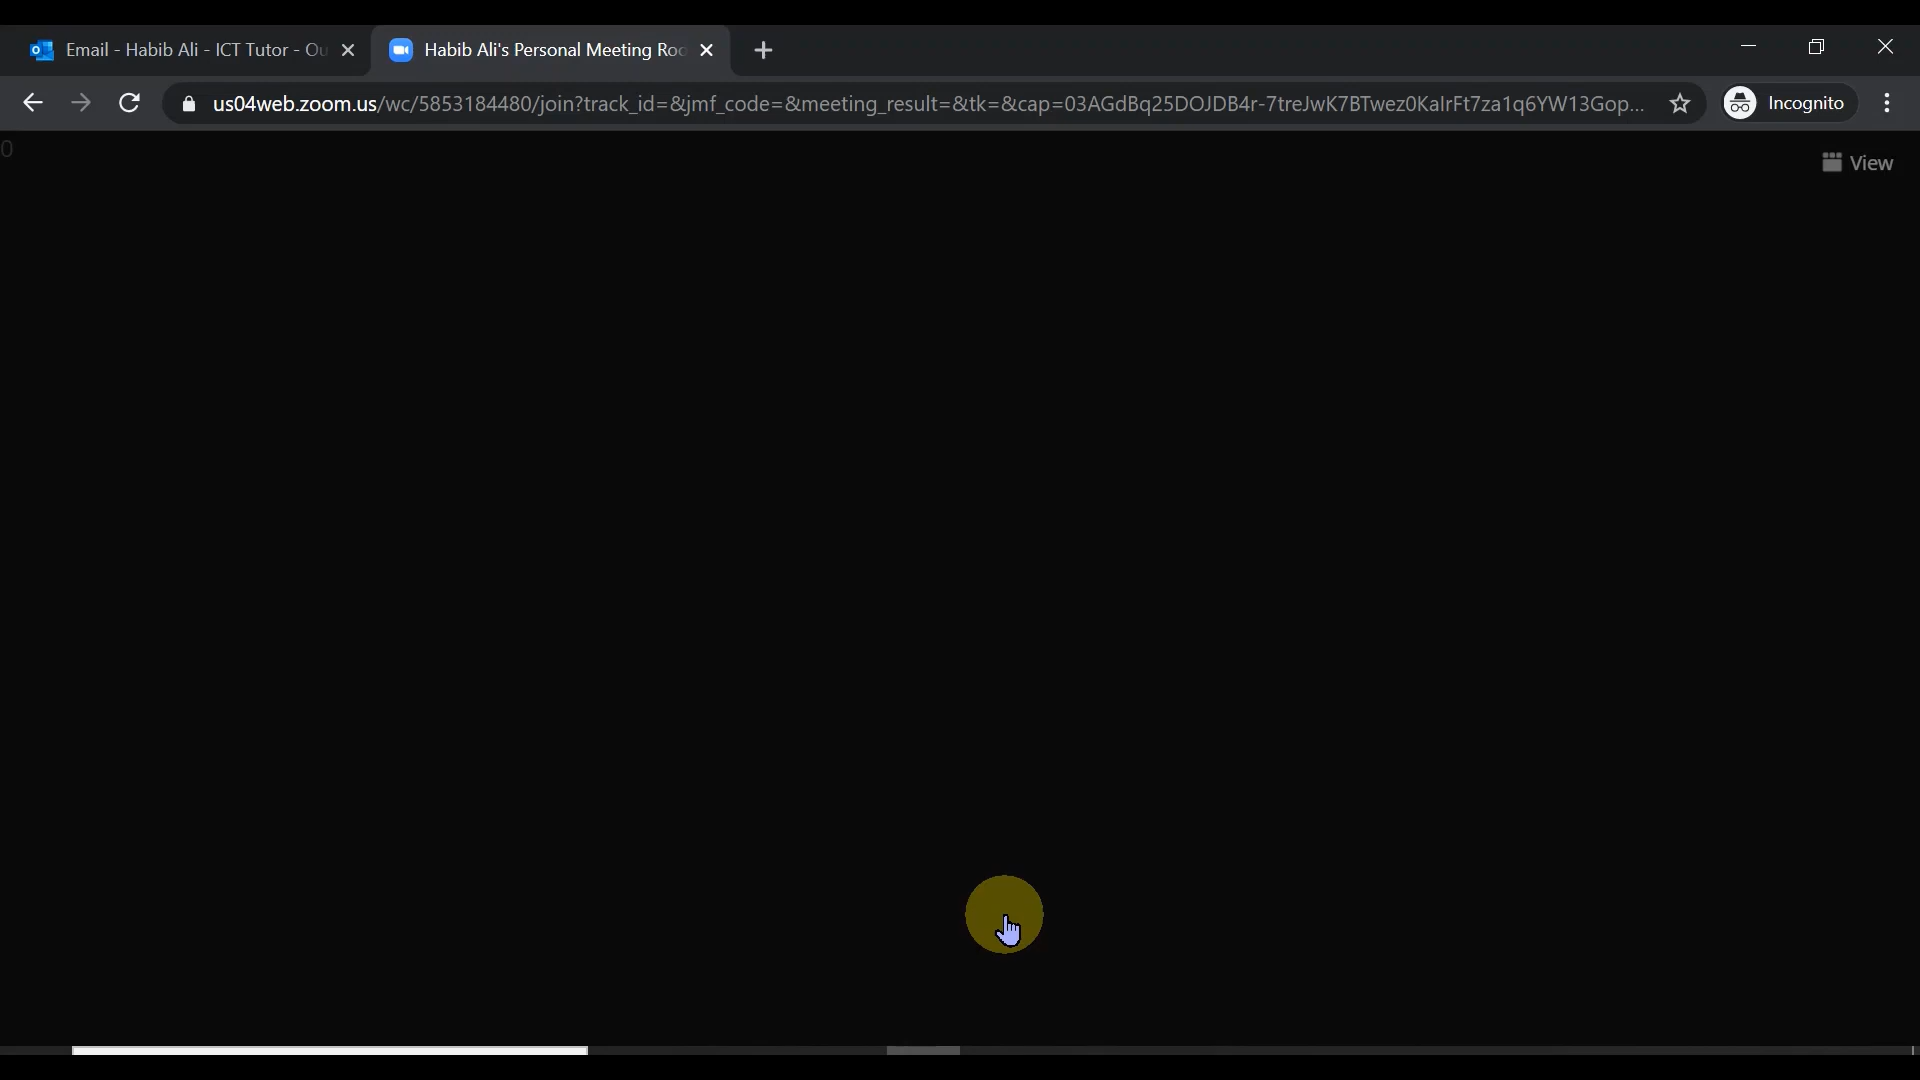 Email - Habib Ali - ICT Tutor - Ou
Habib Ali's Personal Meeting Roo
us04web.zoom.us/wc/5853184480/join?track_id=&jmf_code=&meeting_result=&tk=&cap=03AGdBq25DOJDB4r-7treJwK7BTwez0KalrFt7za1q6YW13Gop...
Incognito
0
View